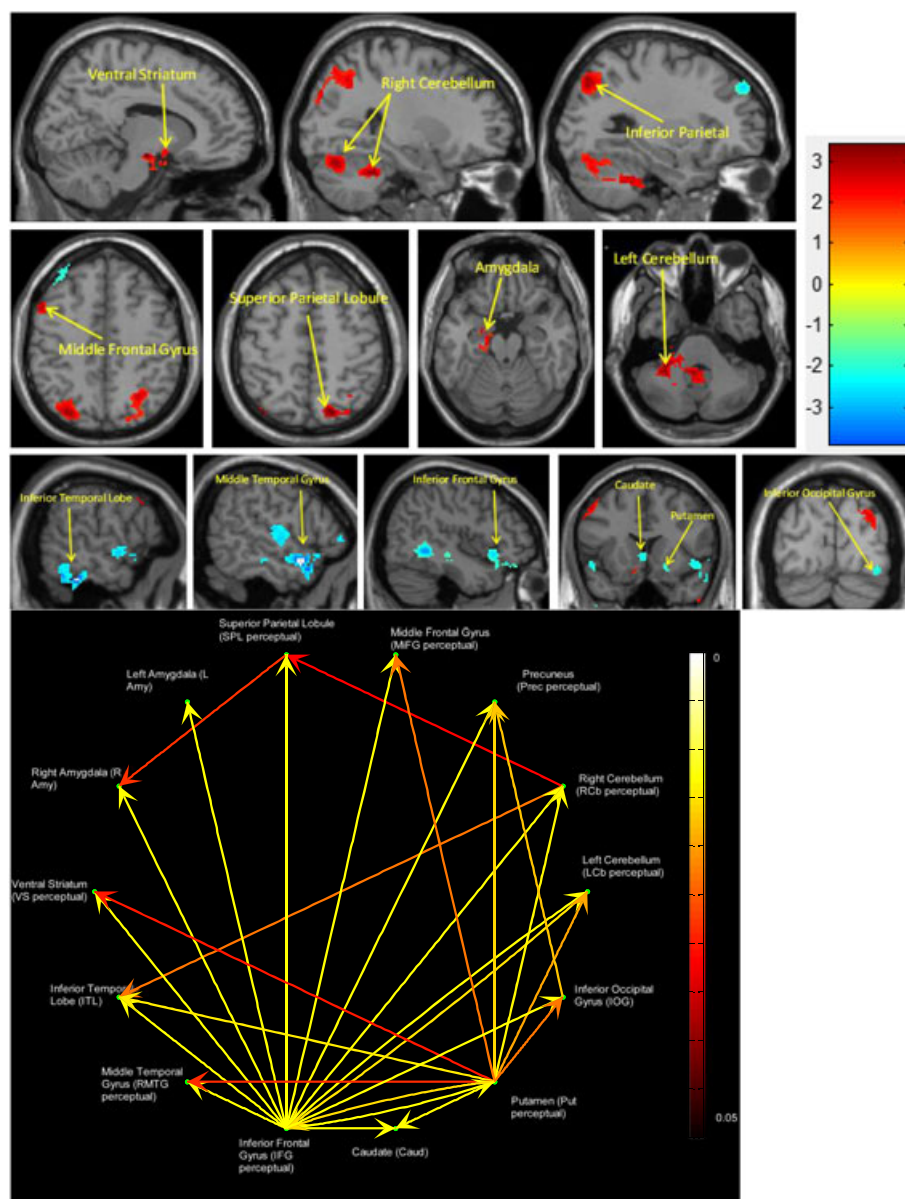 Ventral Striatum
Right Cerebellum
Inferior Parietal
3
2
1
0
-1
-2
-3
Middle Frontal Gyrus
Superior Parietal Lobule
Amygdala
Left Cerebellum
Inferior Temporal Lobe
Middle Temporal Gyrus
Inferior Frontal Gyrus
Caudate
Putamen
Inferior Occipital Gyrus
Superior Parietal Lobule
(SPL perceptual)
Middle Frontal Gyrus
(MiFG perceptual)
Left Amygdala (L
Amy)
Precuneus
(Prec perceptual)
Right Amygdala (R
Amy)
Right Cerebellum
(RCb perceptual)
Ventral Striatum
(VS perceptual)
Left Cerebellum
(LCb perceptual)
Inferior Tempor
Lobe (ITL)
Inferior Occipital
Gyrus (IOG)
Middle Temporal
Gyrus (RMTG
perceptual)
Putamen (Put
perceptual)
Inferior Frontal
Gyrus (IFG
perceptual)
Caudate (Caud)
0
0.05